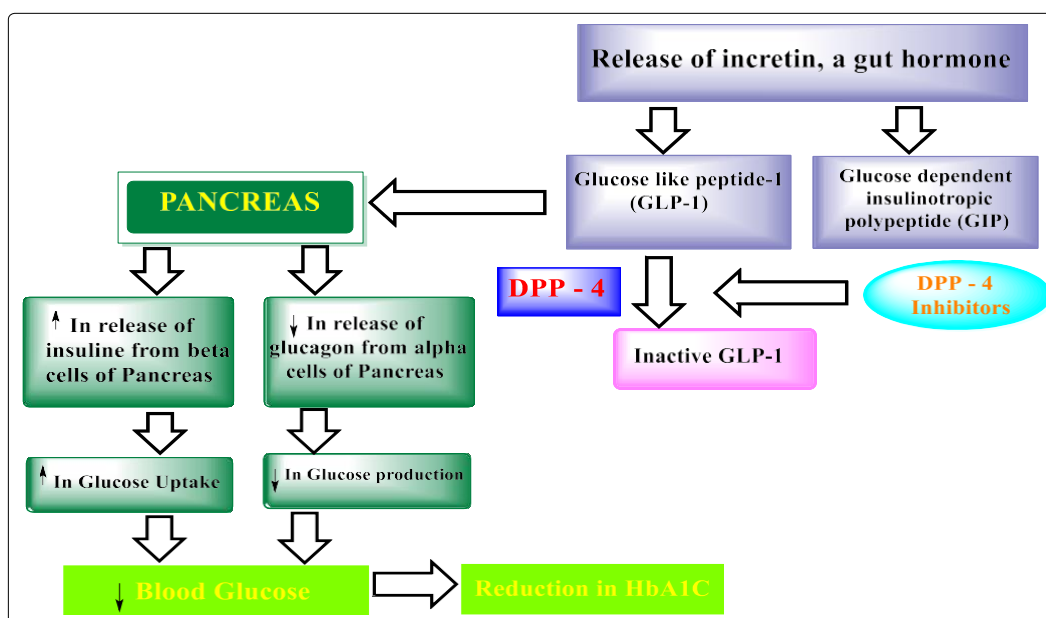 Release of incretin, a gut hormone
Glucose like peptide-1
(GLP-1)
Glucose dependent
insulinotropic
polypeptide (GIP)
PANCREAS
DPP - 4
DPP - 4
Inhibitors
Inactive GLP-1
↑ In release of
insuline from beta
cells of Pancreas
↓ In release of
glucagon from alpha
cells of Pancreas
↑ In Glucose Uptake
↓ In Glucose production
↓ Blood Glucose
Reduction in HbA1C